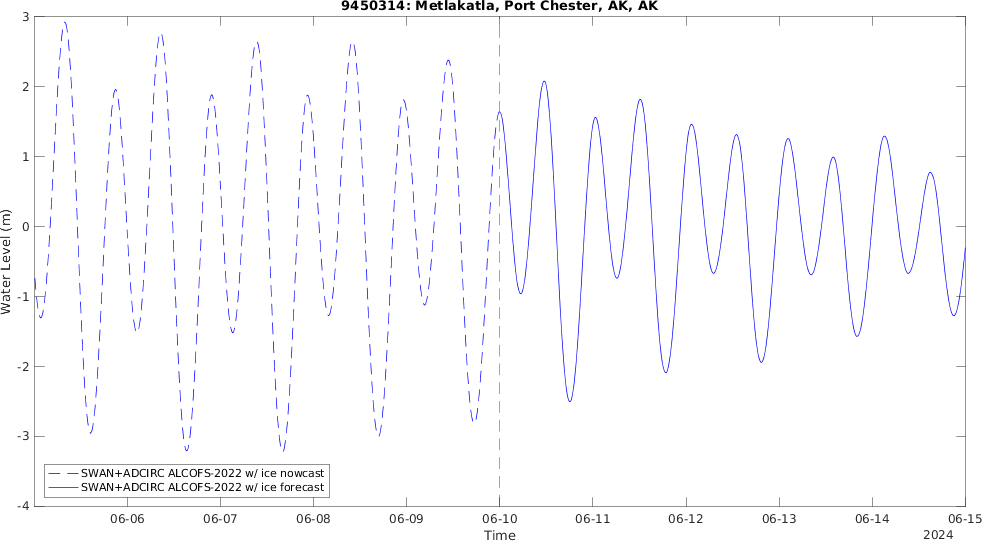 9450314: Metlakatla, Port Chester, AK, AK
3
2
1
0
-1
-2
-3
-4
Water Level (m)
SWAN+ADCIRC ALCOFS-2022 w/ ice nowcast
SWAN+ADCIRC ALCOFS-2022 w/ ice forecast
06-06 06-07 06-08 06-09 06-10 06-11 06-12 06-13 06-14 06-15
Time
2024